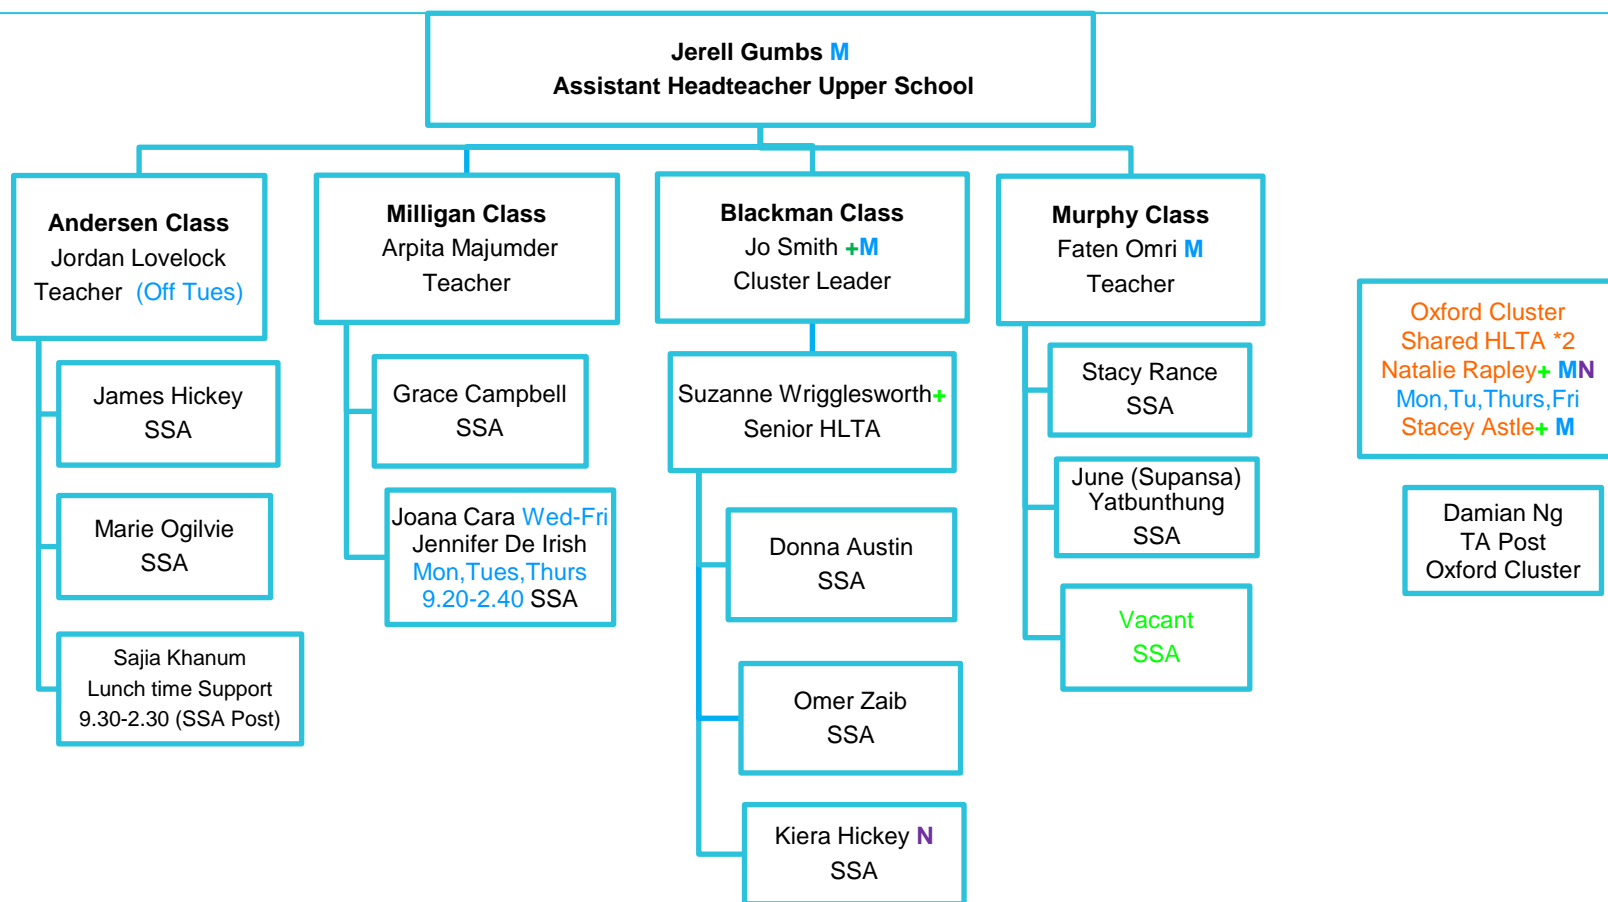 Jerell Gumbs M
Assistant Headteacher Upper School
Andersen Class
Jordan Lovelock
Teacher (Off Tues)
James Hickey
SSA
Marie Ogilvie
SSA
Sajia Khanum
Lunch time Support
9.30-2.30 (SSA Post)
Milligan Class
Arpita Majumder
Teacher
Grace Campbell
SSA
Joana Cara Wed-Fri
Jennifer De Irish
Mon,Tues,Thurs
9.20-2.40 SSA
Blackman Class
Jo Smith +M
Cluster Leader
Suzanne Wrigglesworth+
Senior HLTA
Donna Austin
SSA
Omer Zaib
SSA
Kiera Hickey N
SSA
Murphy Class
Faten Omri M
Teacher
Stacy Rance
SSA
June (Supansa)
Yatbunthung
SSA
Vacant
SSA
Oxford Cluster
Shared HLTA *2
Natalie Rapley+ MN
Mon,Tu,Thurs,Fri
Stacey Astle+ M
Damian Ng
TA Post
Oxford Cluster